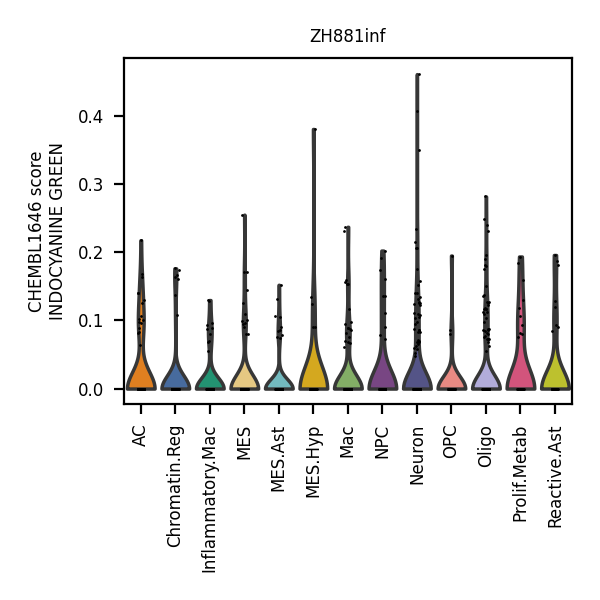 ZH881inf
CHEMBL1646 score
INDOCYANINE GREEN
0.4
0.3
0.2
0.1
0.0
AC
Chromatin.Reg
Inflammatory.Mac
MES
MES.Ast
MES.Hyp
Mac
NPC
Neuron
OPC
Oligo
Prolif.Metab
Reactive.Ast